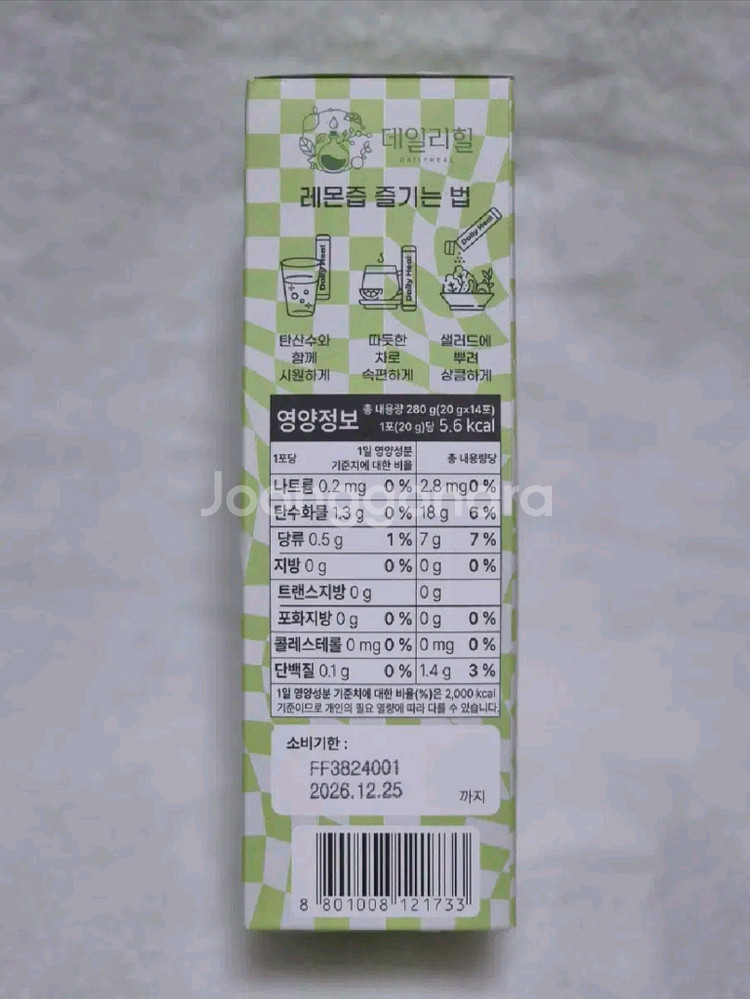 데일리힐
DAILYHEAL
레몬즙 즐기는 법
Daily Heal
Daily Heal
Daily Heal
탄산수와 함께 시원하게
따듯한 차로 속편하게
샐러드에 뿌려 상큼하게
영양정보 총 내용량 280 g(20 g×14포)
1포(20 g)당 5.6 kcal
1포당 1일 영양성분 기준치에 대한 비율 총 내용량당
나트륨 0.2 mg 0 % 2.8 mg 0 %
탄수화물 1.3 g 0 % 18 g 6 %
당류 0.5 g 1 % 7 g 7 %
지방 0 g 0 % 0 g 0 %
트랜스지방 0 g 0 g
포화지방 0 g 0 % 0 g 0 %
콜레스테롤 0 mg 0 % 0 mg 0 %
단백질 0.1 g 0 % 1.4 g 3 %
1일 영양성분 기준치에 대한 비율(%)은 2,000 kcal
기준이므로 개인의 필요 열량에 따라 다를 수 있습니다.
소비기한 :
FF3824001
2026.12.25 까지
8 801008 121733
Joonggonara